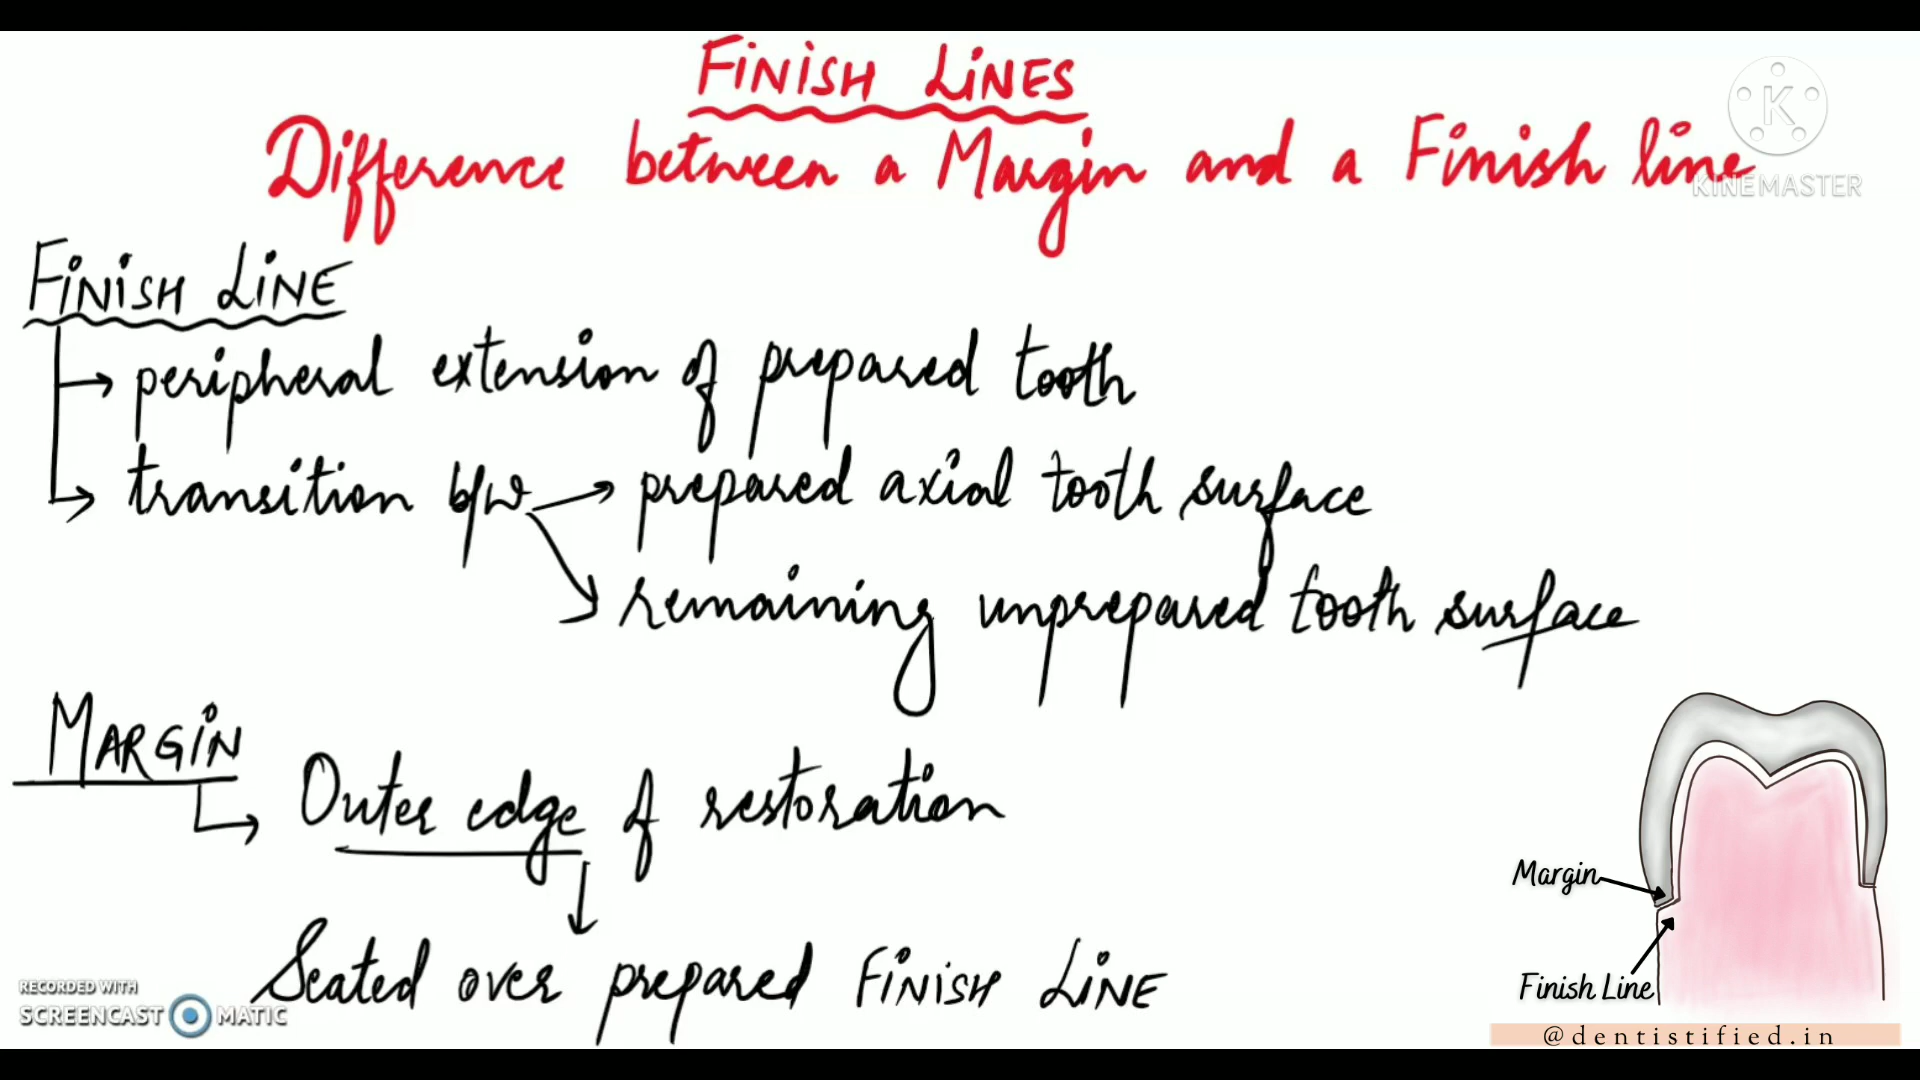 FINISH LINES
Difference between a Margin and a Finish line
K
KINEMASTER
FINISH LINE
→ peripheral extension of prepared tooth
→ transition b/w → prepared axial tooth surface
→ remaining unprepared tooth surface
MARGIN
→ Outer edge of restoration
↓
Seated over prepared FINISH LINE
Margin
Finish Line
RECORDED WITH
SCREENCAST MATIC
@dentistified.in